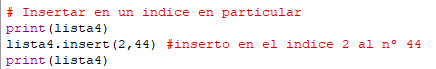 # Insertar en un indice en particular
print(lista4)
lista4.insert(2,44) #inserto en el indice 2 al n° 44
print(lista4)